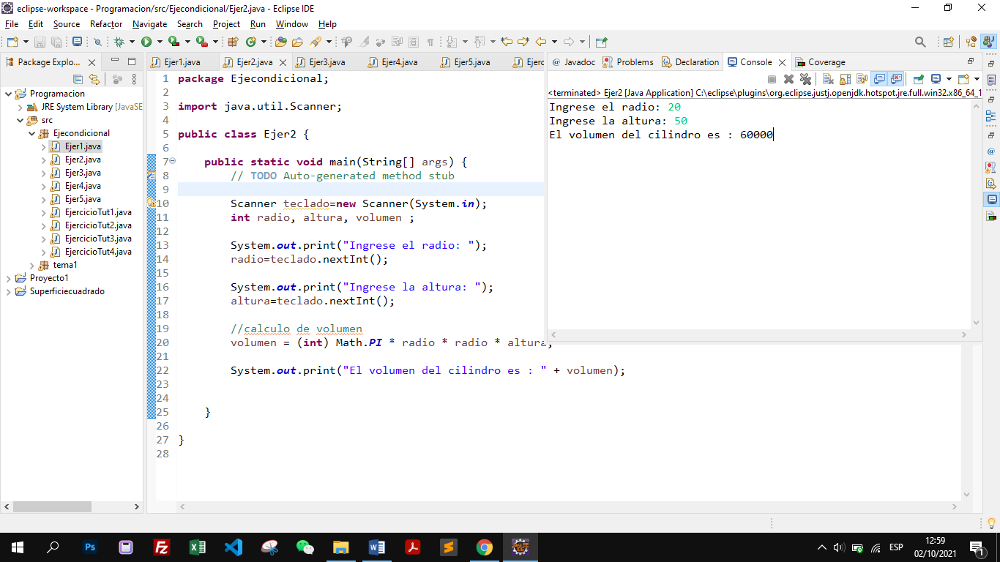 eclipse-workspace - Programacion/src/Ejecondicional/Ejer2.java - Eclipse IDE
File Edit Source Refactor Navigate Search Project Run Window Help
Package Explo...
Programacion
JRE System Library [JavaSE
src
Ejecondicional
Ejer1.java
Ejer2.java
Ejer3.java
Ejer4.java
Ejer5.java
EjercicioTut1.java
EjercicioTut2.java
EjercicioTut3.java
EjercicioTut4.java
tema1
Proyecto1
Superficiecuadrado
Ejer1.java Ejer2.java Ejer3.java Ejer4.java Ejer5.java Ejerc
1 package Ejecondicional;
2
3 import java.util.Scanner;
4
5 public class Ejer2 {
6
7 public static void main(String[] args) {
8 // TODO Auto-generated method stub
9
10 Scanner teclado=new Scanner(System.in);
11 int radio, altura, volumen ;
12
13 System.out.print("Ingrese el radio: ");
14 radio=teclado.nextInt();
15
16 System.out.print("Ingrese la altura: ");
17 altura=teclado.nextInt();
18
19 //calculo de volumen
20 volumen = (int) Math.PI * radio * radio * altura;
21
22 System.out.print("El volumen del cilindro es : " + volumen);
23
24
25 }
26
27 }
28
@ Javadoc Problems Declaration Console Coverage
<terminated> Ejer2 [Java Application] C:\eclipse\plugins\org.eclipse.justj.openjdk.hotspot.jre.full.win32.x86_64_1
Ingrese el radio: 20
Ingrese la altura: 50
El volumen del cilindro es : 60000
Ps Fz W ESP 12:59
02/10/2021
1